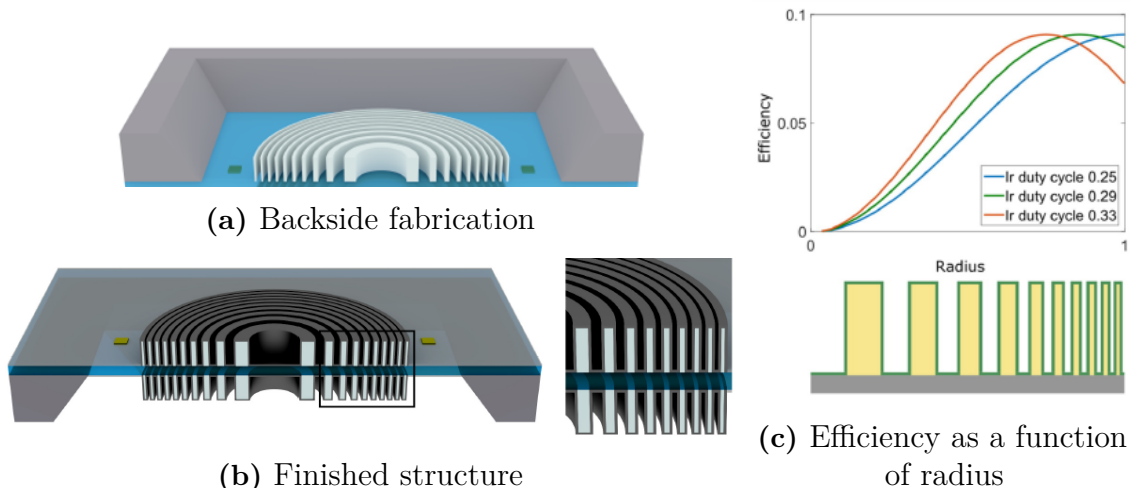 (a) Backside fabrication
(b) Finished structure
0.1
0.05
0
Efficiency
Ir duty cycle 0.25
Ir duty cycle 0.29
Ir duty cycle 0.33
0
1
Radius
(c) Efficiency as a function
of radius